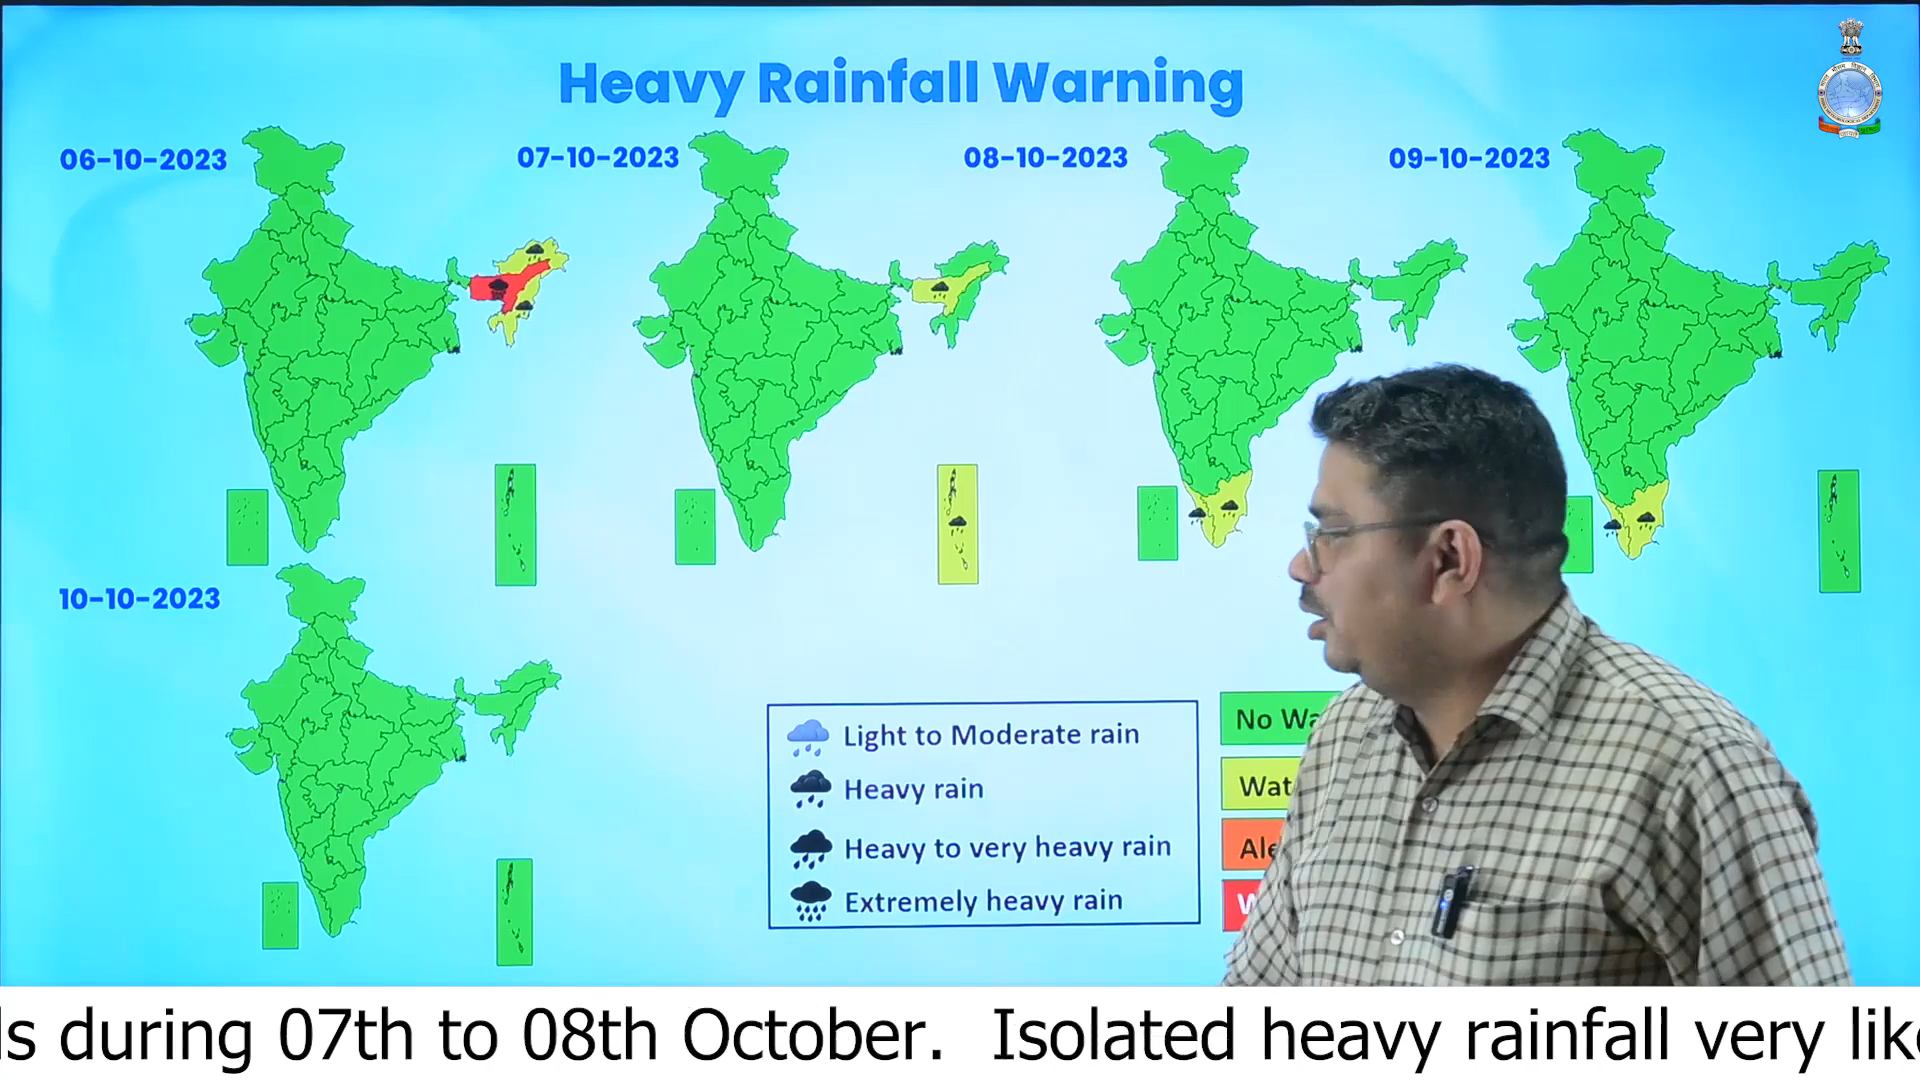 Heavy Rainfall Warning
06-10-2023
07-10-2023
08-10-2023
09-10-2023
10-10-2023
Light to Moderate rain
Heavy rain
Heavy to very heavy rain
Extremely heavy rain
No Wa
Wat
Ale
W
ls during 07th to 08th October. Isolated heavy rainfall very like